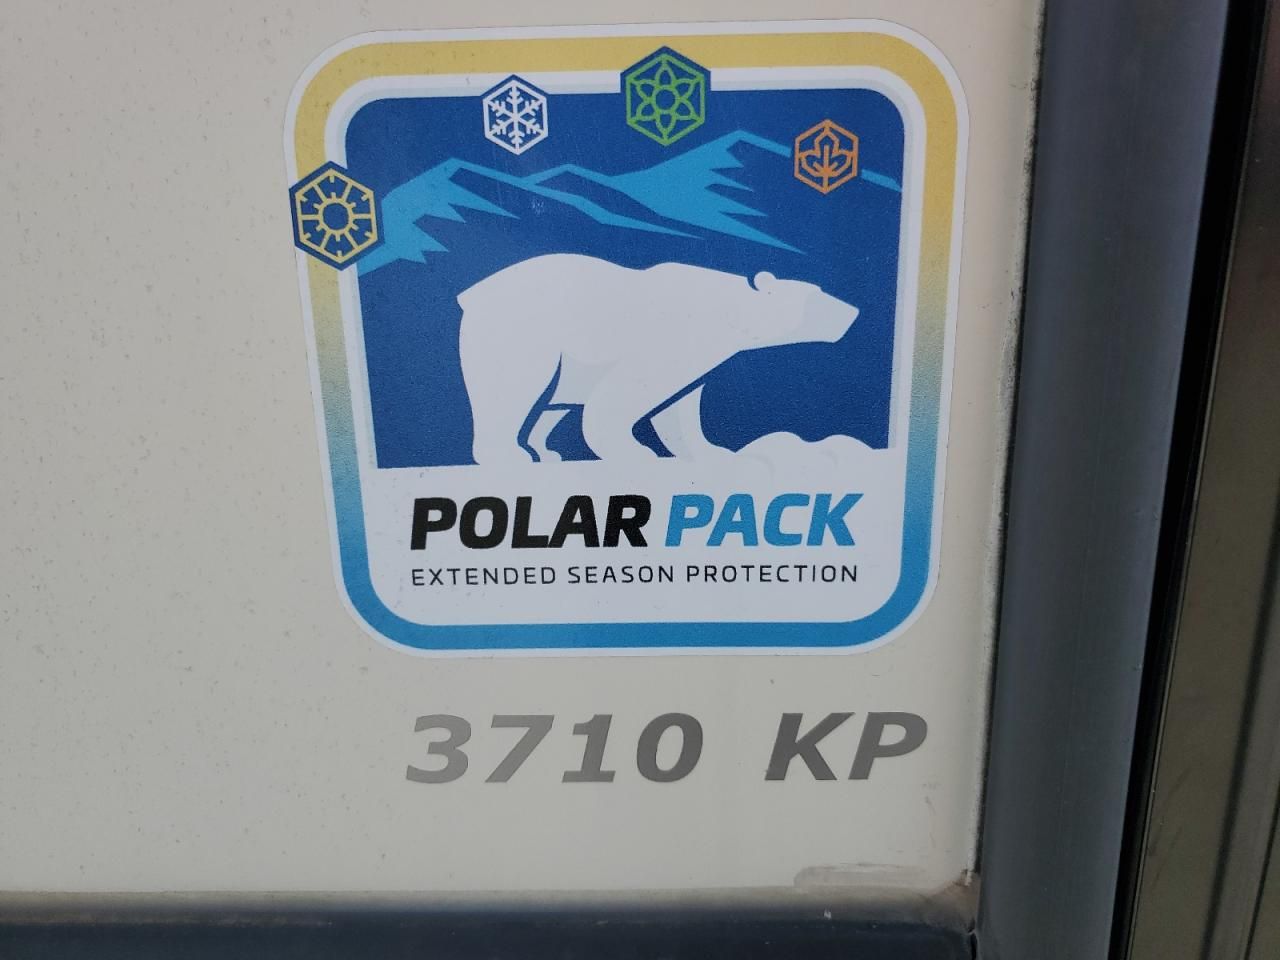 POLAR PACK
EXTENDED SEASON PROTECTION
3710 KP